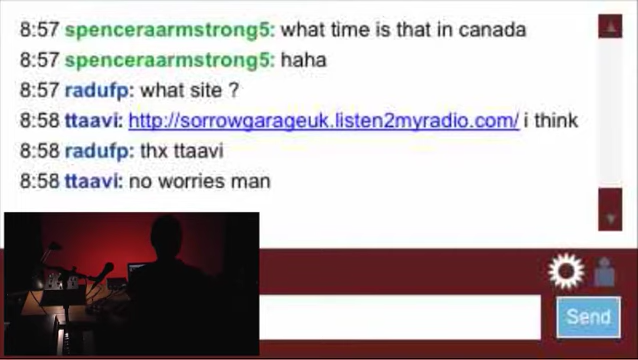 8:57 spenceraarmstrong5: what time is that in canada
8:57 spenceraarmstrong5: haha
8:57 radufp: what site ?
8:58 ttaavi: http://sorrowgarageuk.listen2myradio.com/ i think
8:58 radufp: thx ttaavi
8:58 ttaavi: no worries man
Send